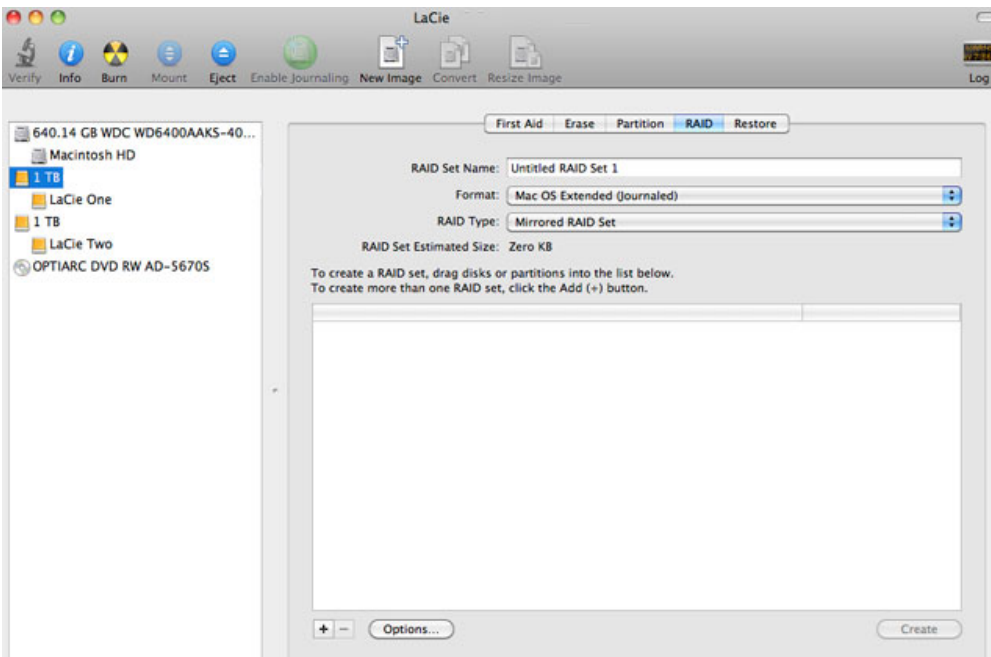 LaCie
Verify Info Burn Mount Eject Enable Journaling New Image Convert Resize Image Log
640.14 GB WDC WD6400AAKS-40...
Macintosh HD
1 TB
LaCie One
1 TB
LaCie Two
OPTIARC DVD RW AD-5670S
First Aid Erase Partition RAID Restore
RAID Set Name: Untitled RAID Set 1
Format: Mac OS Extended (Journaled)
RAID Type: Mirrored RAID Set
RAID Set Estimated Size: Zero KB
To create a RAID set, drag disks or partitions into the list below.
To create more than one RAID set, click the Add (+) button.
+ − Options... Create